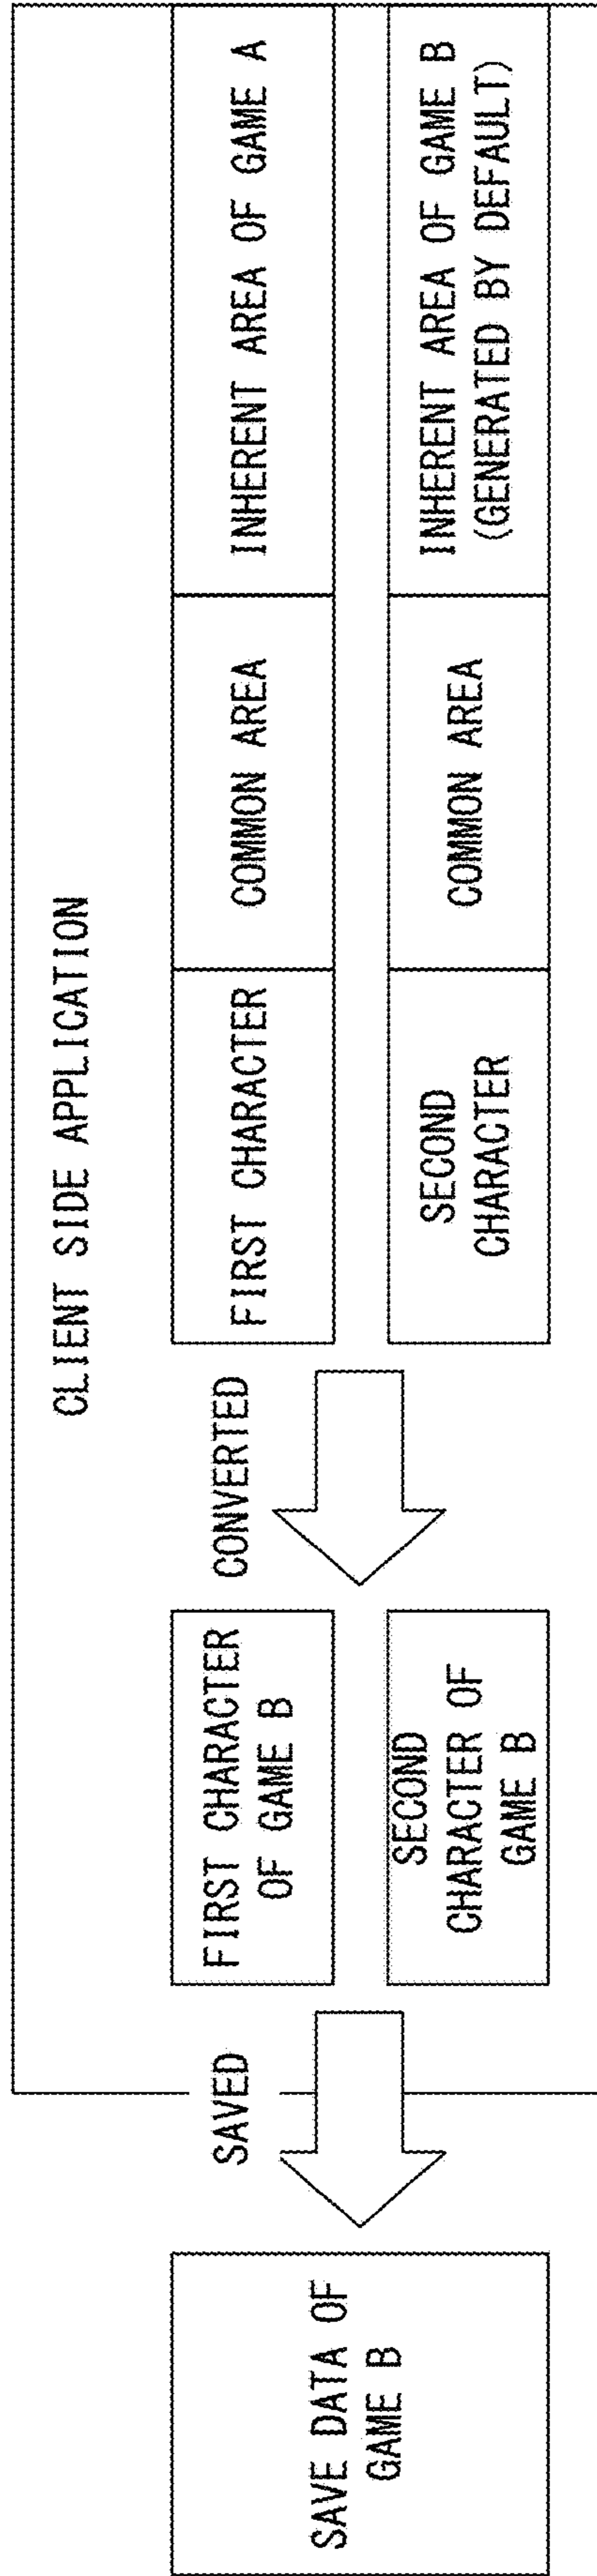 CLIENT SIDE APPLICATION
SAVE DATA OF
GAME B
SAVED
FIRST CHARACTER
OF GAME B
CONVERTED
FIRST CHARACTER
COMMON AREA
INHERENT AREA OF GAME A
SECOND
CHARACTER OF
GAME B
SECOND
CHARACTER
COMMON AREA
INHERENT AREA OF GAME B
(GENERATED BY DEFAULT)